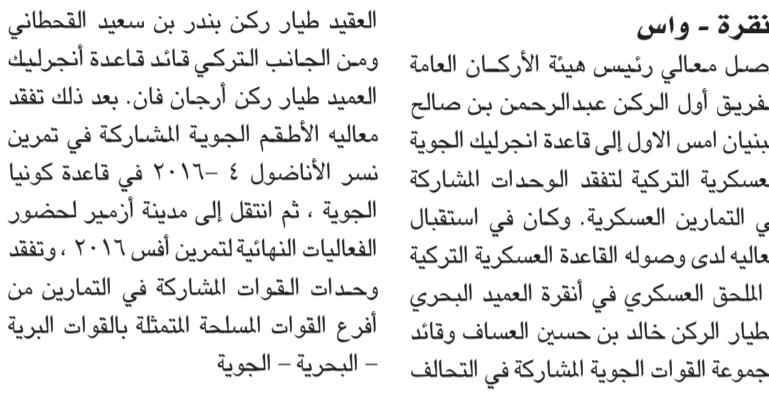 نقرة - واس
صل معالي رئيس هيئة الأركان العامة
فريق أول الركن عبدالرحمن بن صالح
بنيان امس الاول إلى قاعدة انجرليك الجوية
عسكرية التركية لتفقد الوحدات المشاركة
ي التمارين العسكرية. وكان في استقبال
عاليه لدى وصوله القاعدة العسكرية التركية
الملحق العسكري في أنقرة العميد البحري
طيار الركن خالد بن حسين العساف وقائد
جموعة القوات الجوية المشاركة في التحالف
العقيد طيار ركن بندر بن سعيد القحطاني
ومن الجانب التركي قائد قاعدة أنجرليك
العميد طيار ركن أرجان فان. بعد ذلك تفقد
معاليه الأطقم الجوية المشاركة في تمرين
نسر الأناضول ٤ –٢٠١٦ في قاعدة كونيا
الجوية ، ثم انتقل إلى مدينة أزمير لحضور
الفعاليات النهائية لتمرين أفس ٢٠١٦ ، وتفقد
وحدات القوات المشاركة في التمارين من
أفرع القوات المسلحة المتمثلة بالقوات البرية
– البحرية – الجوية